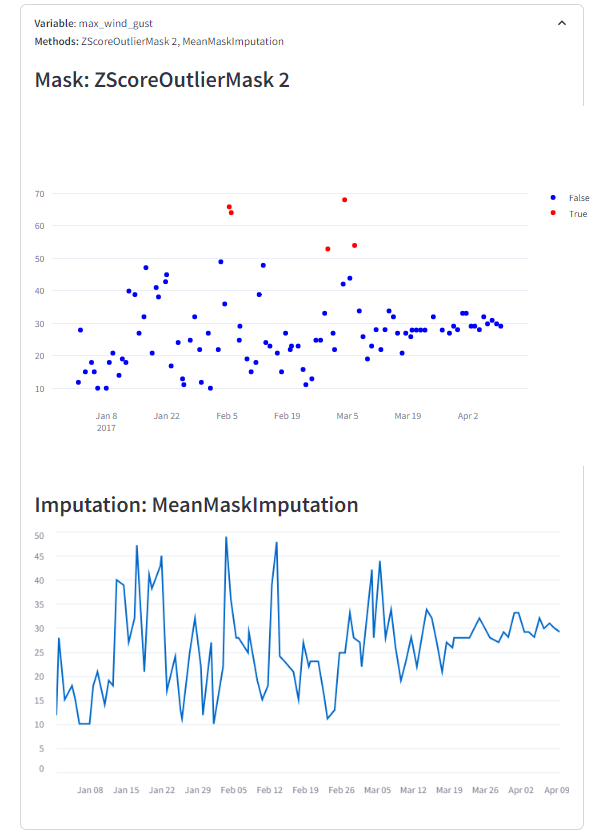 Variable: max_wind_gust
Methods: ZScoreOutlierMask 2, MeanMaskImputation
Mask: ZScoreOutlierMask 2
70
60
50
40
30
20
10
False
True
Jan 8 Jan 22 Feb 5 Feb 19 Mar 5 Mar 19 Apr 2
2017
Imputation: MeanMaskImputation
50
45
40
35
30
25
20
15
10
5
0
Jan 08 Jan 15 Jan 22 Jan 29 Feb 05 Feb 12 Feb 19 Feb 26 Mar 05 Mar 12 Mar 19 Mar 26 Apr 02 Apr 09